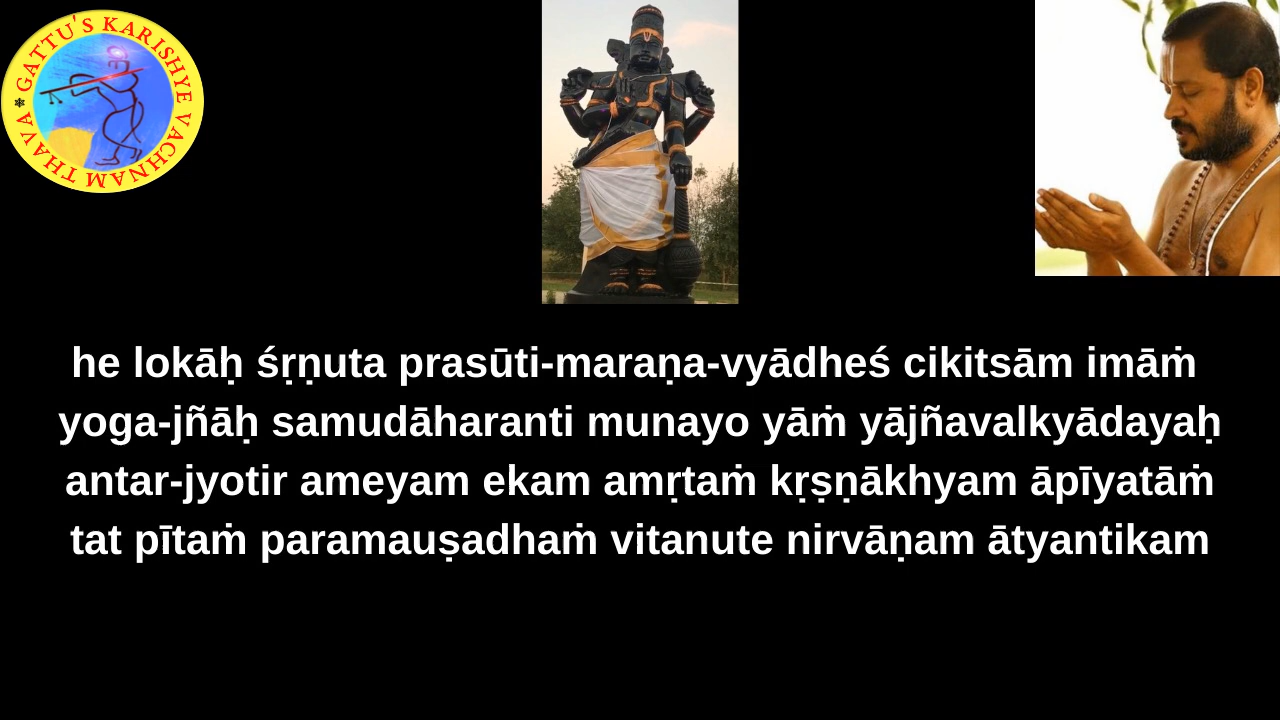 GATTU'S KARISHYE VACHNAM THAVA
he lokāḥ śṛṇuta prasūti-maraṇa-vyādheś cikitsām imāṁ
yoga-jñāḥ samudāharanti munayo yāṁ yājñavalkyādayaḥ
antar-jyotir ameyam ekam amṛtaṁ kṛṣṇākhyam āpīyatāṁ
tat pītaṁ paramauṣadhaṁ vitanute nirvāṇam ātyantikam